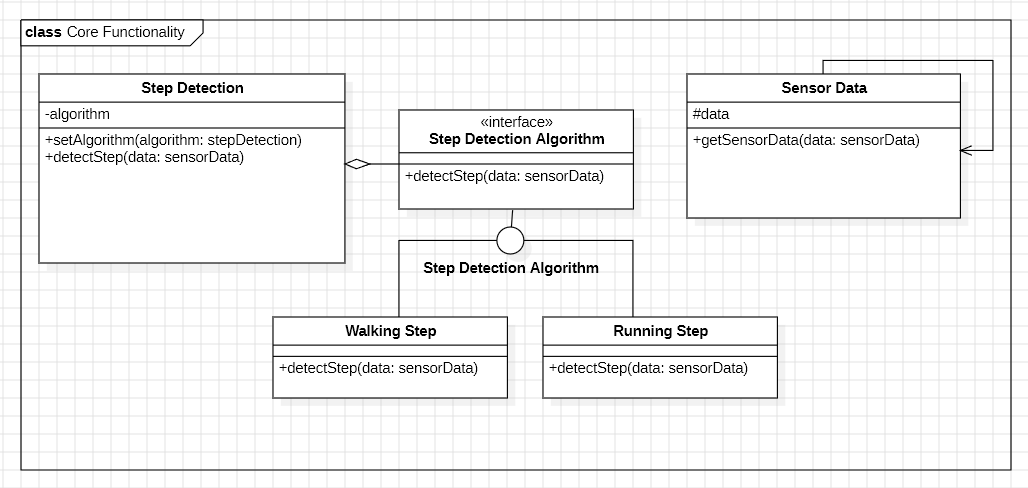 class Core Functionality
Step Detection
-algorithm
+setAlgorithm(algorithm: stepDetection)
+detectStep(data: sensorData)
«interface»
Step Detection Algorithm
+detectStep(data: sensorData)
Sensor Data
#data
+getSensorData(data: sensorData)
Step Detection Algorithm
Walking Step
+detectStep(data: sensorData)
Running Step
+detectStep(data: sensorData)